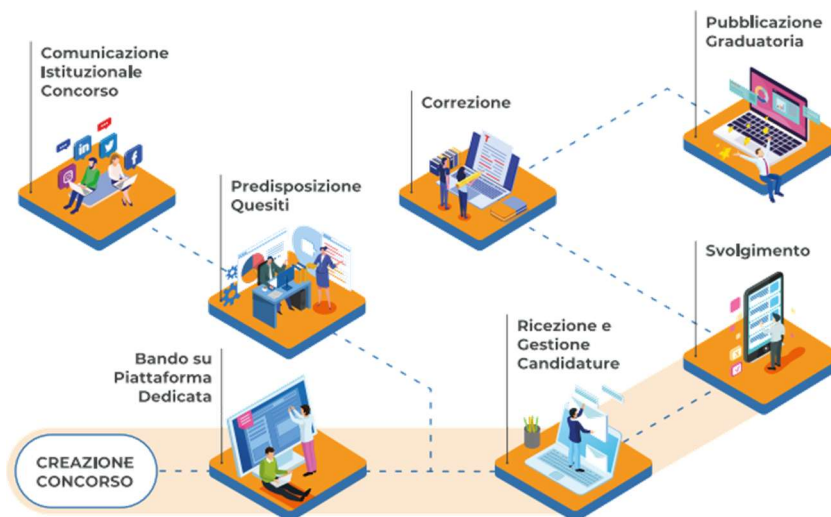 Comunicazione
Istituzionale
Concorso
Predisposizione
Quesiti
Correzione
Pubblicazione
Graduatoria
Svolgimento
Ricezione e
Gestione
Candidature
Bando su
Piattaforma
Dedicata
CREAZIONE
CONCORSO